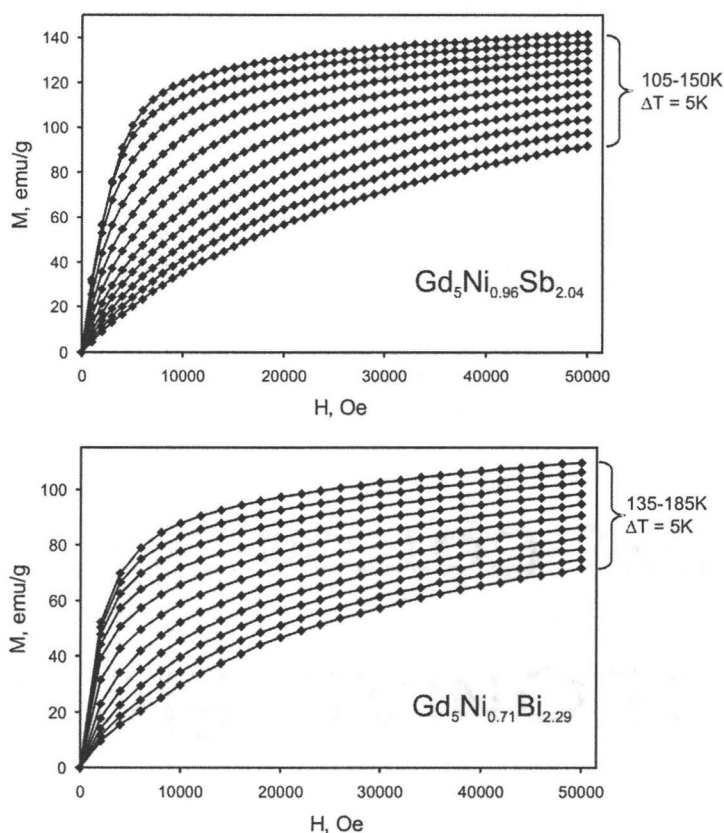 140
120
100
80
60
40
20
0
M, emu/g
105-150K
ΔT = 5K
Gd₅Ni₀.₉₆Sb₂.₀₄
0 10000 20000 30000 40000 50000
H, Oe
100
80
60
40
20
0
M, emu/g
135-185K
ΔT = 5K
Gd₅Ni₀.₇₁Bi₂.₂₉
0 10000 20000 30000 40000 50000
H, Oe